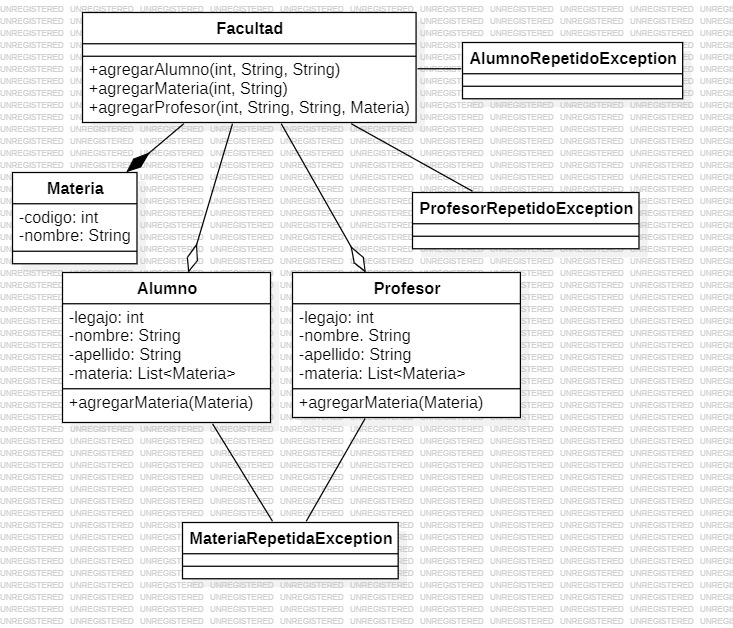 Facultad
+agregarAlumno(int, String, String)
+agregarMateria(int, String)
+agregarProfesor(int, String, String, Materia)
AlumnoRepetidoException
Materia
-codigo: int
-nombre: String
ProfesorRepetidoException
Alumno
-legajo: int
-nombre: String
-apellido: String
-materia: List<Materia>
+agregarMateria(Materia)
Profesor
-legajo: int
-nombre. String
-apellido: String
-materia: List<Materia>
+agregarMateria(Materia)
MateriaRepetidaException
UNREGISTERED